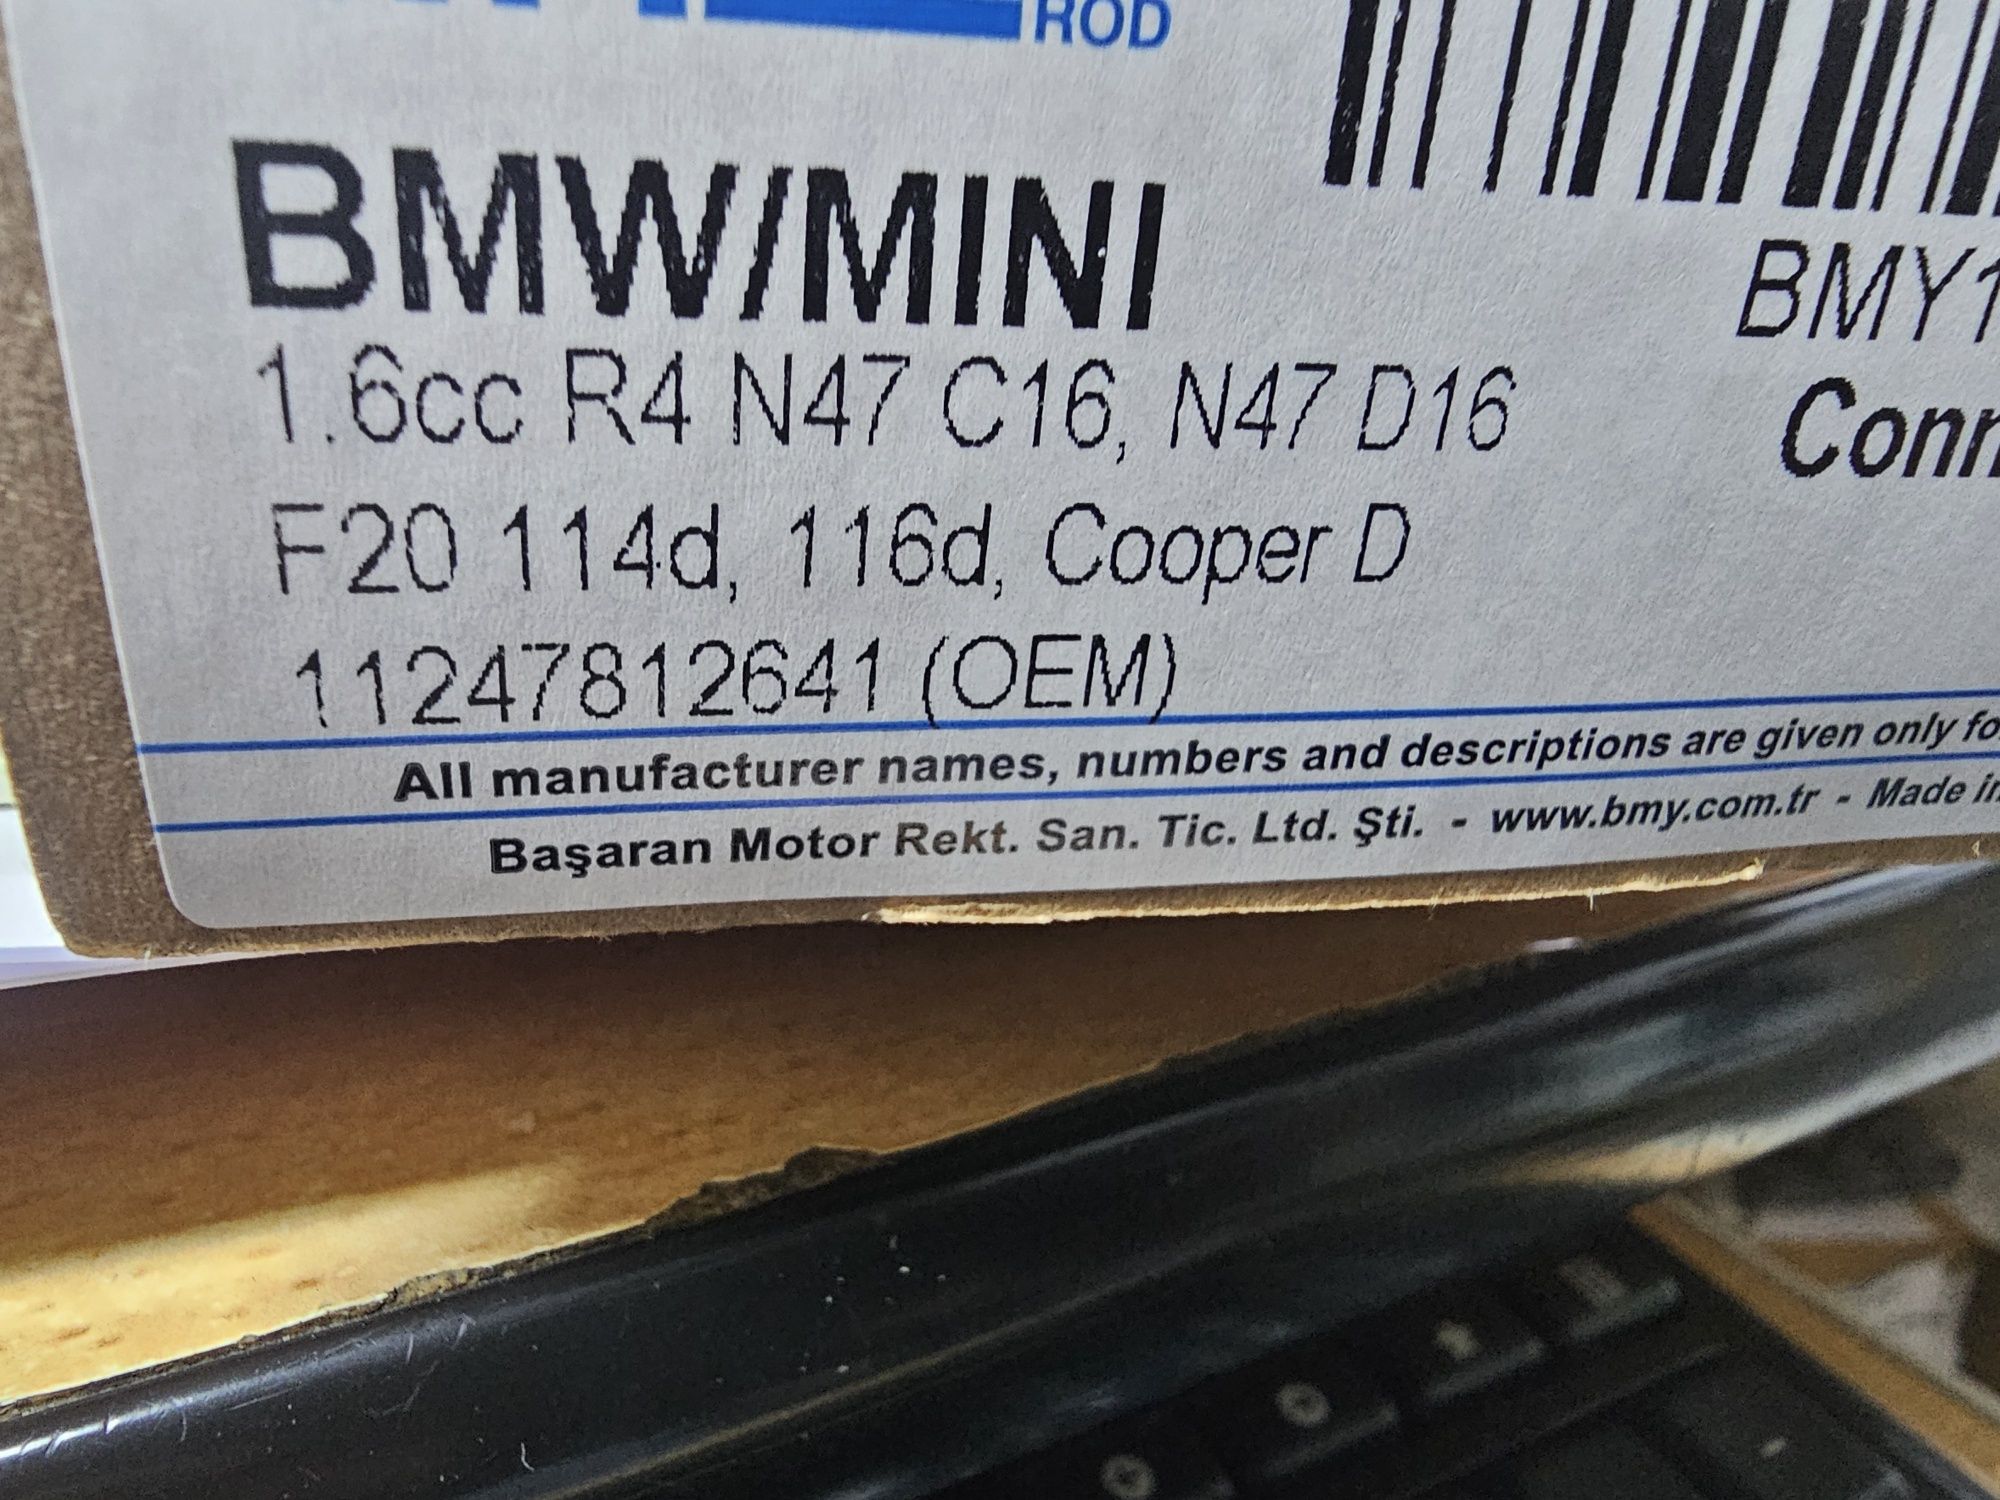 ROD
BMW/MINI
1.6cc R4 N47 C16, N47 D16
F20 114d, 116d, Cooper D
11247812641 (OEM)
BMY1
Conn
All manufacturer names, numbers and descriptions are given only fo
Başaran Motor Rekt. San. Tic. Ltd. Şti. - www.bmy.com.tr - Made in